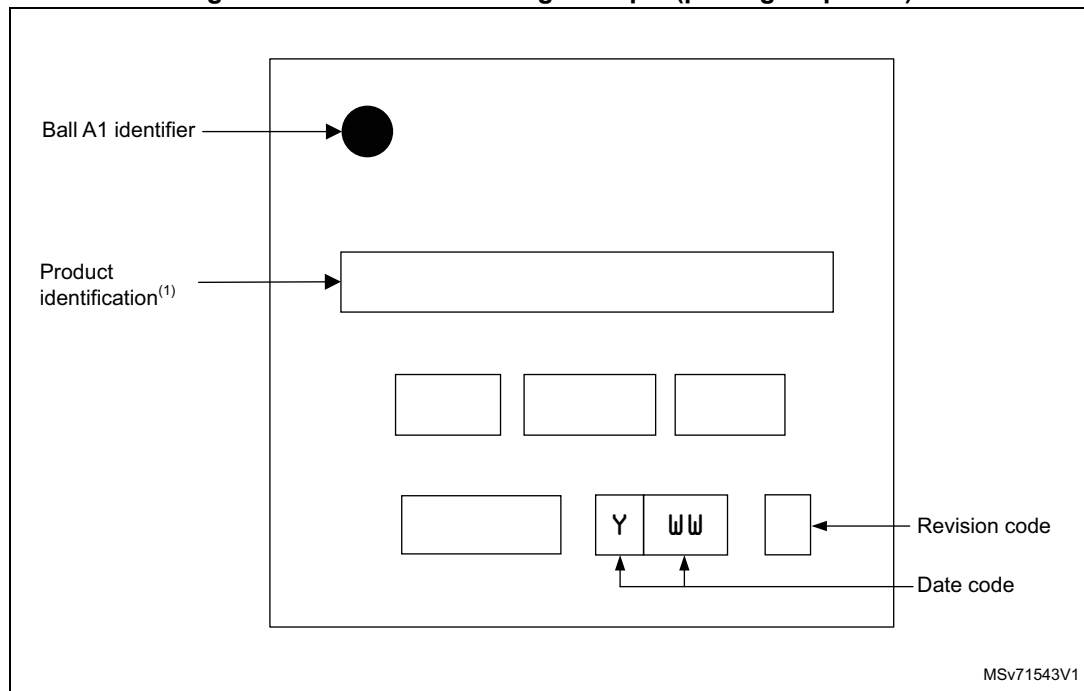 Ball A1 identifier
Product
identification(1)
Y WW
Revision code
Date code
MSv71543V1